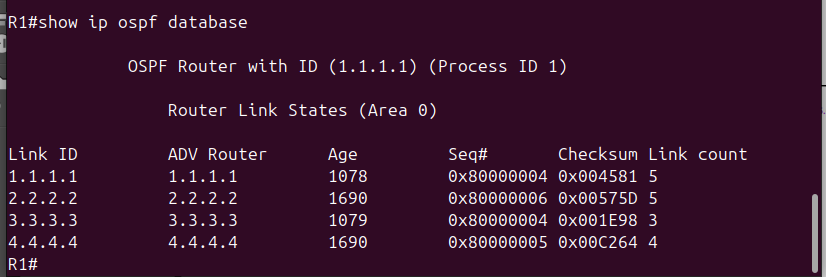 R1#show ip ospf database
OSPF Router with ID (1.1.1.1) (Process ID 1)
Router Link States (Area 0)
Link ID ADV Router Age Seq# Checksum Link count
1.1.1.1 1.1.1.1 1078 0x80000004 0x004581 5
2.2.2.2 2.2.2.2 1690 0x80000006 0x00575D 5
3.3.3.3 3.3.3.3 1079 0x80000004 0x001E98 3
4.4.4.4 4.4.4.4 1690 0x80000005 0x00C264 4
R1#